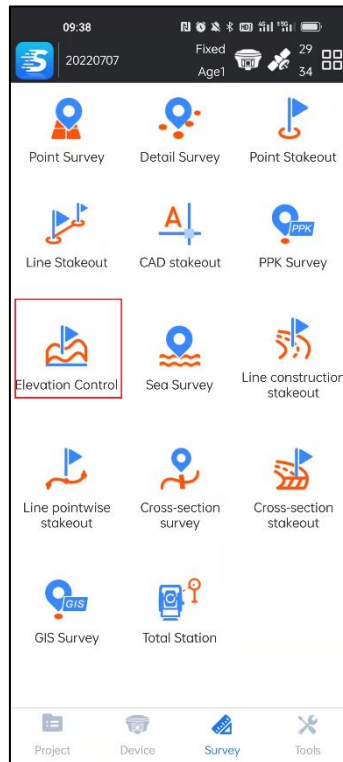 09:38
20220707
Fixed
Age1
29
34
Point Survey
Detail Survey
Point Stakeout
Line Stakeout
CAD stakeout
PPK
PPK Survey
Elevation Control
Sea Survey
Line construction
stakeout
Line pointwise
stakeout
Cross-section
survey
Cross-section
stakeout
GIS
GIS Survey
Total Station
Project
Device
Survey
Tools